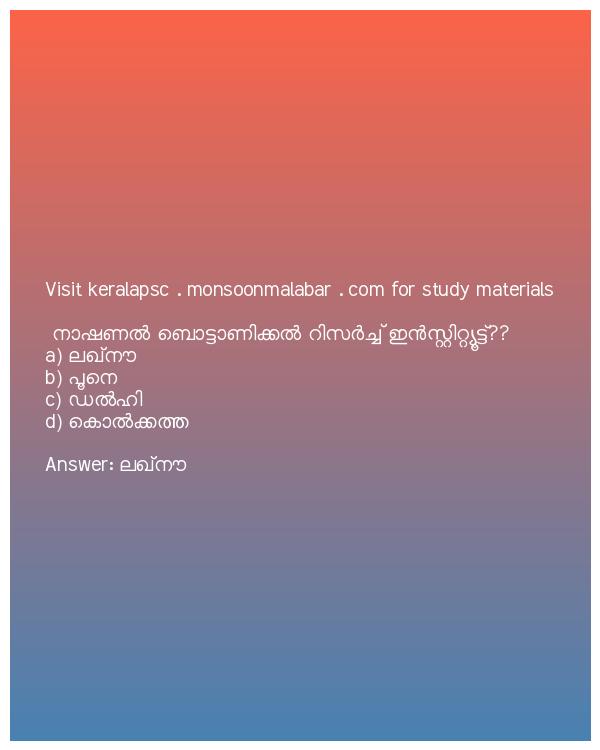 Visit keralapsc . monsoonmalabar . com for study materials
നാഷണൽ ബൊട്ടാണിക്കൽ റിസർച്ച് ഇൻസ്റ്റിറ്റ്യൂട്ട്??
a) ലഖ്നൗ
b) പൂനെ
c) ഡൽഹി
d) കൊൽക്കത്ത
Answer: ലഖ്നൗ